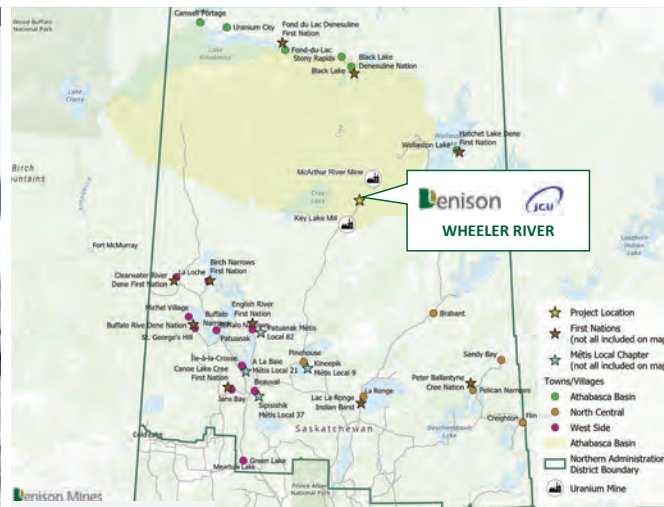 Wood Buffalo
National Park
Camsell Portage
Uranium City
Fond du Lac Denesuline
First Nation
Fond-du-Lac
Stony Rapids
Black Lake
Denesuline Nation
Black Lake
Lake
Athabasca
Lake
Claire
Hatchet Lake Dene
First Nation
Wollaston Lake
Birch
ountains
McArthur River Mine
Cree
Lake
Key Lake Mill
Denison
JCU
WHEELER RIVER
Southern
Indian
Lake
Fort McMurray
La Loche
Clearwater River
Dene First Nation
Birch Narrows
First Nation
Michel Village
Buffalo River Dene Nation
St. George's Hill
Buffalo
English River
First Nation
Patuanak
Patuanak Métis
Local 82
Île-à-la-Crosse
A La Baie
Métis Local 21
Canoe Lake Cree
First Nation
Jans Bay
Beauval
Sipisishik
Métis Local 37
Pinehouse
Kineepik
Métis Local 9
Lac La Ronge
Indian Band
La Ronge
Brabant
Sandy Bay
Peter Ballantyne
Cree Nation
Pelican Narrows
Deschambault
Lake
Creighton
Flin
Saskatchewan
Cold Lake
Green Lake
Meadow Lake
Prince Albert
National Park
Project Location
First Nations
(not all included on map
Métis Local Chapter
(not all included on map
Towns/Villages
Athabasca Basin
North Central
West Side
Athabasca Basin
Northern Administration
District Boundary
Uranium Mine
Denison Mines